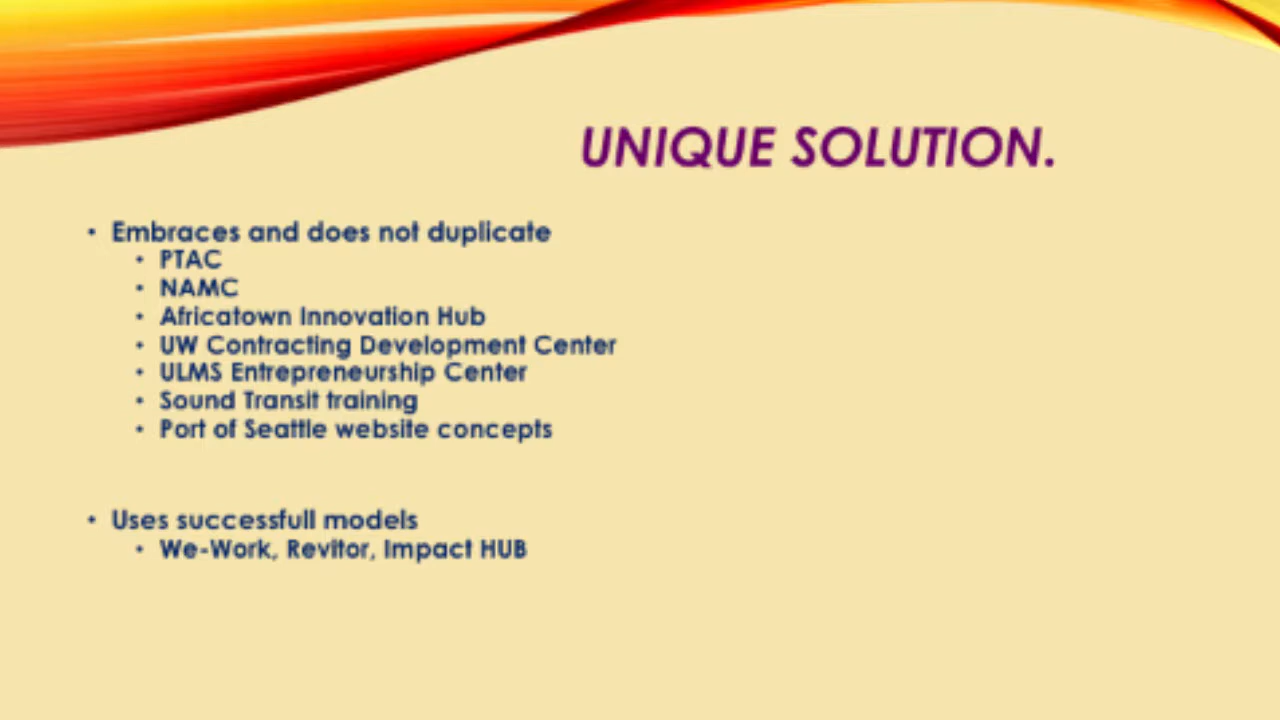 UNIQUE SOLUTION.
• Embraces and does not duplicate
• PTAC
• NAMC
• Africatown Innovation Hub
• UW Contracting Development Center
• ULMS Entrepreneurship Center
• Sound Transit training
• Port of Seattle website concepts
• Uses successfull models
• We-Work, Revitor, Impact HUB